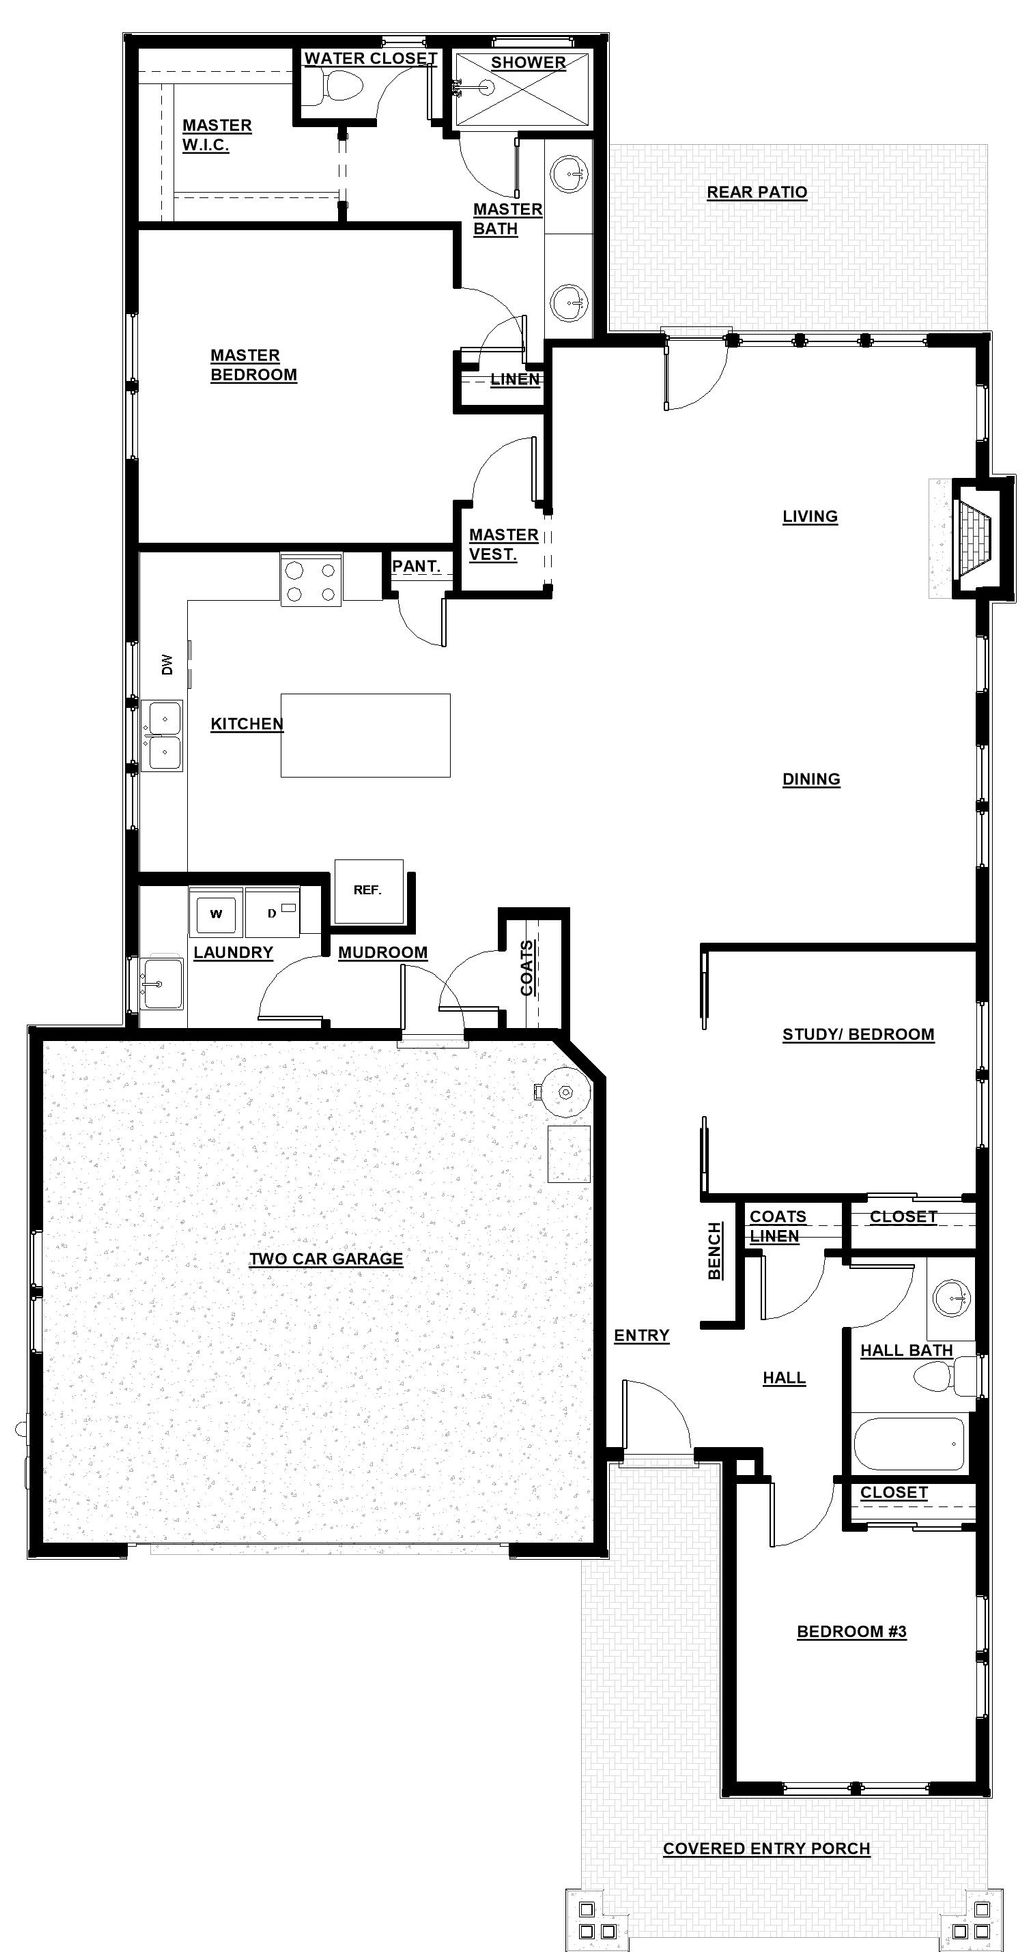 WATER CLOSET
SHOWER
MASTER
W.I.C.
REAR PATIO
MASTER
BATH
MASTER
BEDROOM
LINEN
LIVING
MASTER
VEST.
PANT.
DW
KITCHEN
DINING
REF.
W
D
LAUNDRY
MUDROOM
COATS
STUDY/ BEDROOM
COATS
LINEN
CLOSET
BENCH
TWO CAR GARAGE
ENTRY
HALL BATH
HALL
CLOSET
BEDROOM #3
COVERED ENTRY PORCH